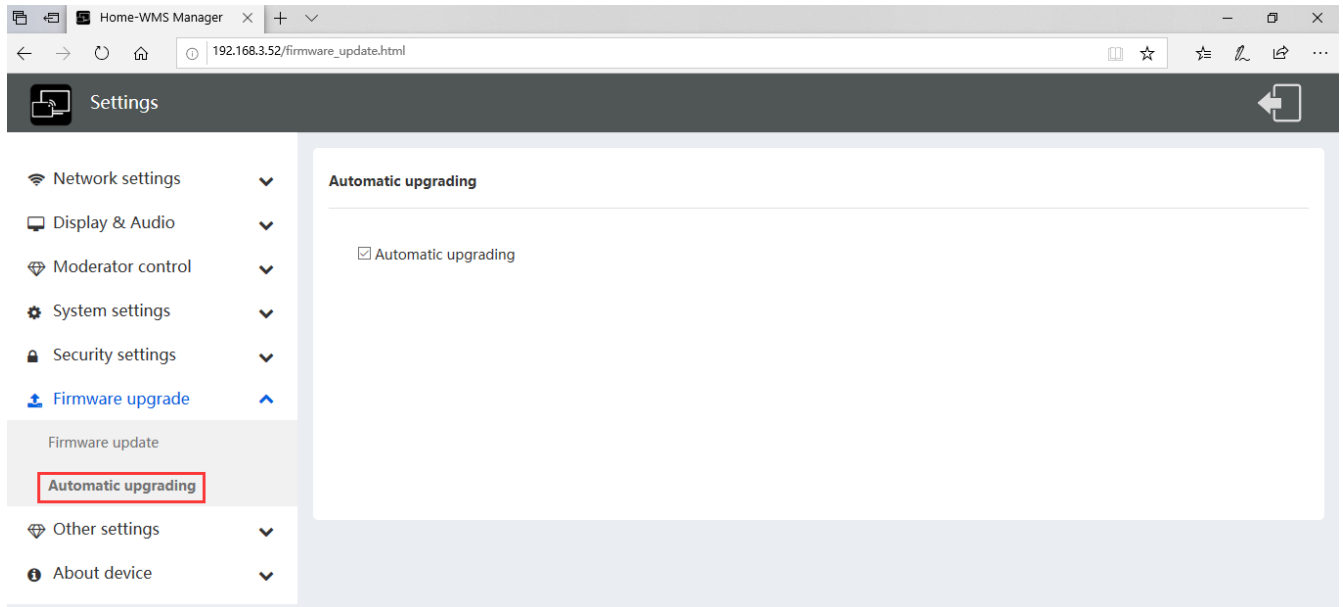 Home-WMS Manager
192.168.3.52/firmware_update.html
Settings
Network settings
Display & Audio
Moderator control
System settings
Security settings
Firmware upgrade
Firmware update
Automatic upgrading
Other settings
About device
Automatic upgrading
Automatic upgrading